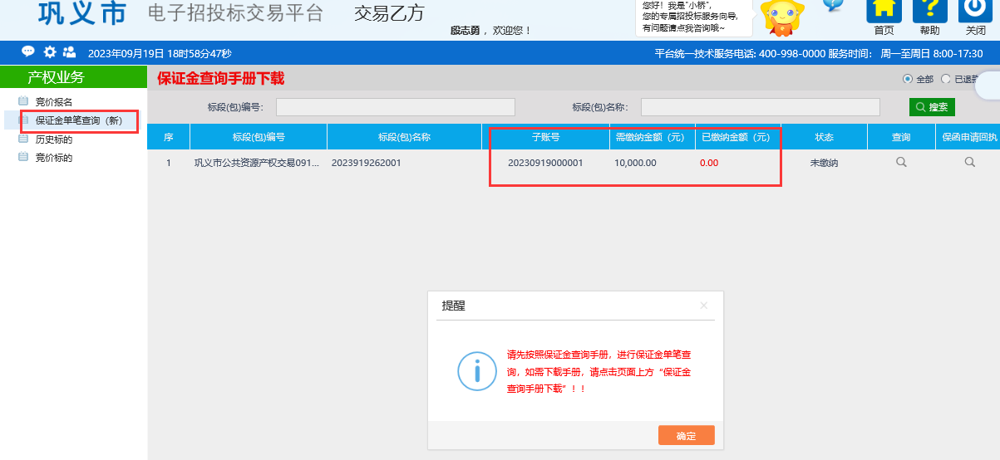 巩义市 电子招投标交易平台 交易乙方
您好！我是"小桥"，
您的专属招投标服务向导，
有问题请点我咨询哦~
殷志勇 ，欢迎您！
首页 帮助 关闭
2023年09月19日 18时58分47秒
平台统一技术服务电话: 400-998-0000 服务时间： 周一至周日 8:00-17:30
产权业务
竞价报名
保证金单笔查询（新）
历史标的
竞价标的
保证金查询手册下载
全部 已退款
标段(包)编号： 标段(包)名称： 搜索
序 标段(包)编号 标段(包)名称 子账号 需缴纳金额（元） 已缴纳金额（元） 状态 查询 保函申请回执
1 巩义市公共资源产权交易091... 2023919262001 20230919000001 10,000.00 0.00 未缴纳
提醒 ×
请先按照保证金查询手册，进行保证金单笔查
询，如需下载手册，请点击页面上方“保证金
查询手册下载”！！
确定